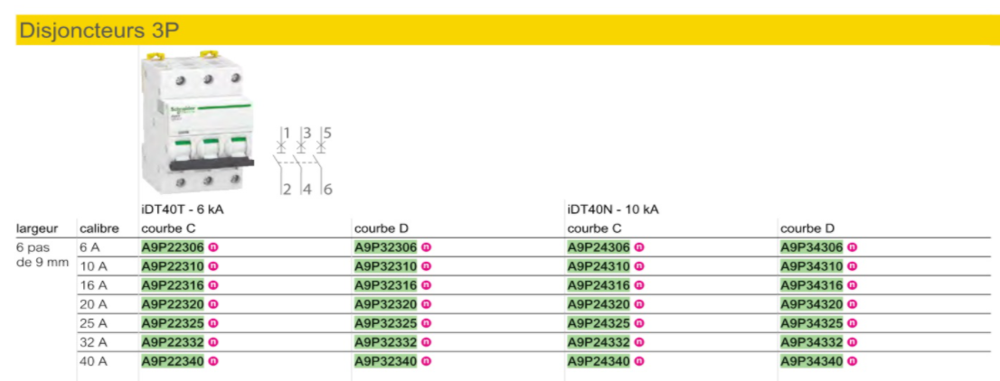 Disjoncteurs 3P
Schneider
1 3 5
2 4 6
iDT40T - 6 kA iDT40N - 10 kA
largeur calibre courbe C courbe D courbe C courbe D
6 pas 6 A A9P22306 n A9P32306 n A9P24306 n A9P34306 n
de 9 mm 10 A A9P22310 n A9P32310 n A9P24310 n A9P34310 n
16 A A9P22316 n A9P32316 n A9P24316 n A9P34316 n
20 A A9P22320 n A9P32320 n A9P24320 n A9P34320 n
25 A A9P22325 n A9P32325 n A9P24325 n A9P34325 n
32 A A9P22332 n A9P32332 n A9P24332 n A9P34332 n
40 A A9P22340 n A9P32340 n A9P24340 n A9P34340 n